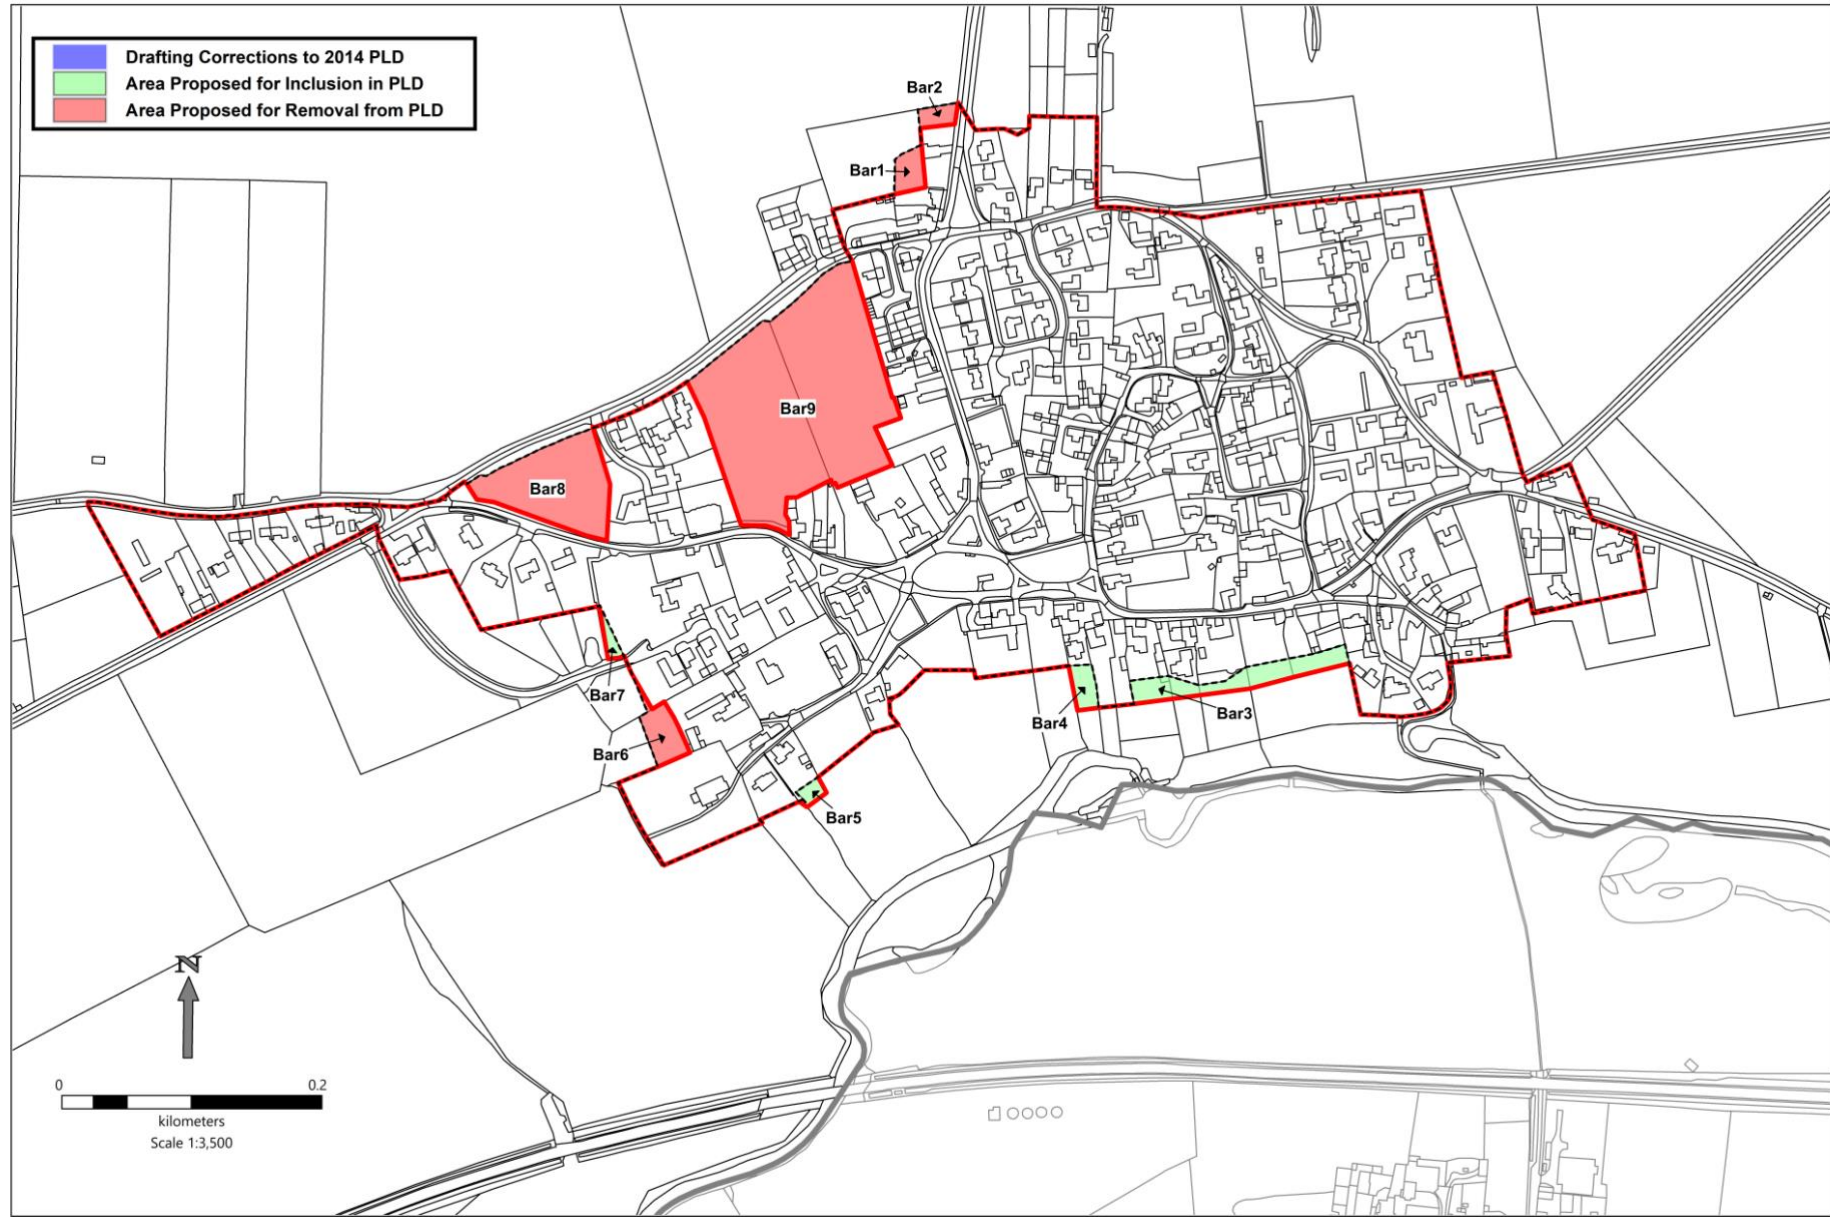 Drafting Corrections to 2014 PLD
Area Proposed for Inclusion in PLD
Area Proposed for Removal from PLD
Bar2
Bar1
Bar9
Bar8
Bar7
Bar4
Bar3
Bar6
Bar5
N
0 0.2
kilometers
Scale 1:3,500